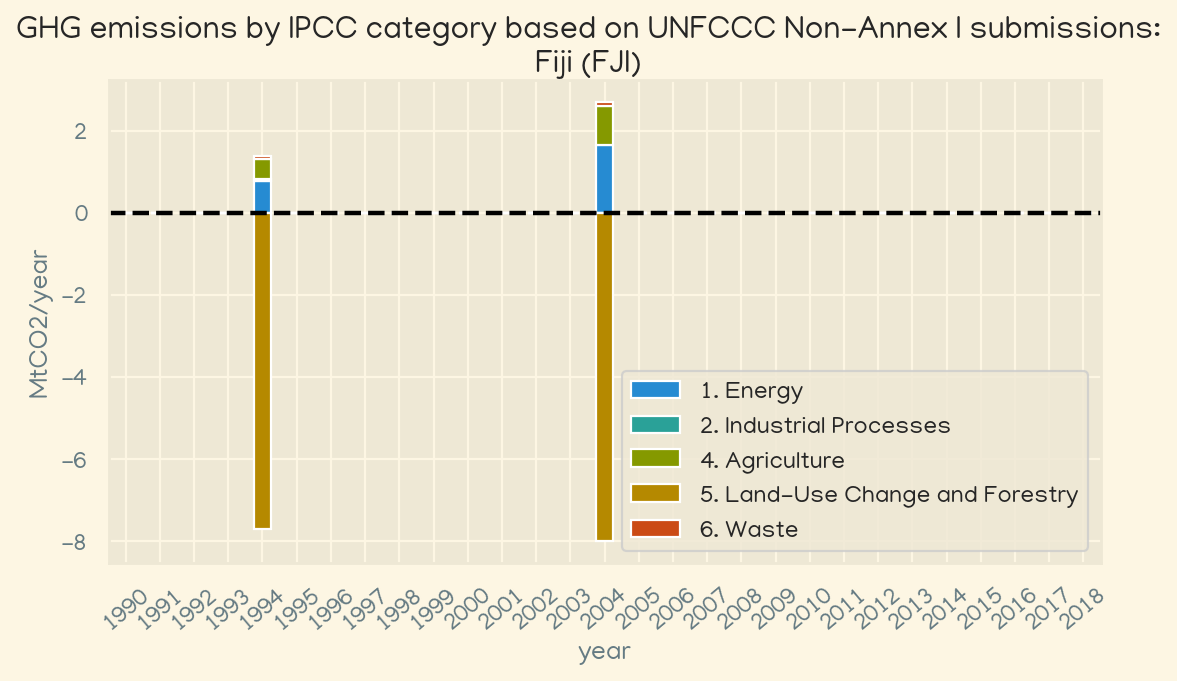 GHG emissions by IPCC category based on UNFCCC Non-Annex I submissions:
Fiji (FJI)
2
0
-2
-4
-6
-8
MtCO2/year
1. Energy
2. Industrial Processes
4. Agriculture
5. Land-Use Change and Forestry
6. Waste
1990 1991 1992 1993 1994 1995 1996 1997 1998 1999 2000 2001 2002 2003 2004 2005 2006 2007 2008 2009 2010 2011 2012 2013 2014 2015 2016 2017 2018
year